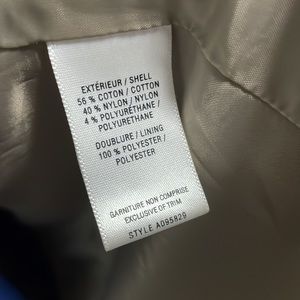 EXTÉRIEUR / SHELL
56 % COTON / COTTON
40 % NYLON / NYLON
4 % POLYURÉTHANE /
POLYURETHANE
DOUBLURE / LINING
100 % POLYESTER /
POLYESTER
GARNITURE NON COMPRISE
EXCLUSIVE OF TRIM
STYLE A095829